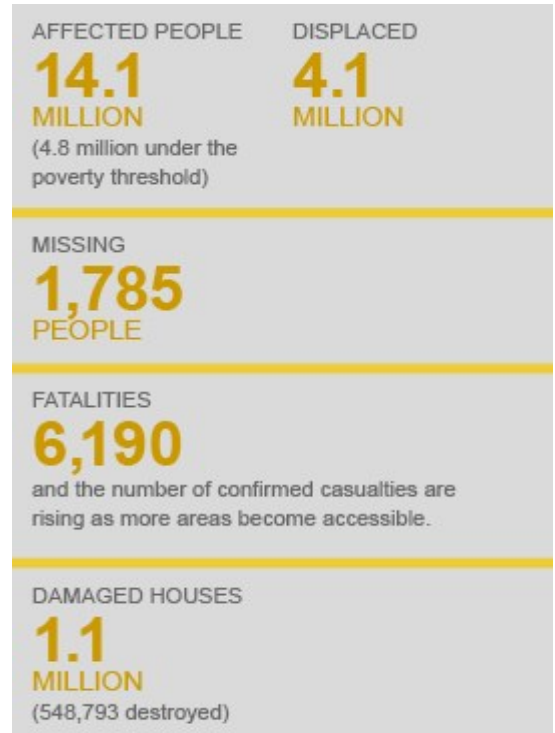 AFFECTED PEOPLE
14.1
MILLION
(4.8 million under the
poverty threshold)
DISPLACED
4.1
MILLION
MISSING
1,785
PEOPLE
FATALITIES
6,190
and the number of confirmed casualties are
rising as more areas become accessible.
DAMAGED HOUSES
1.1
MILLION
(548,793 destroyed)